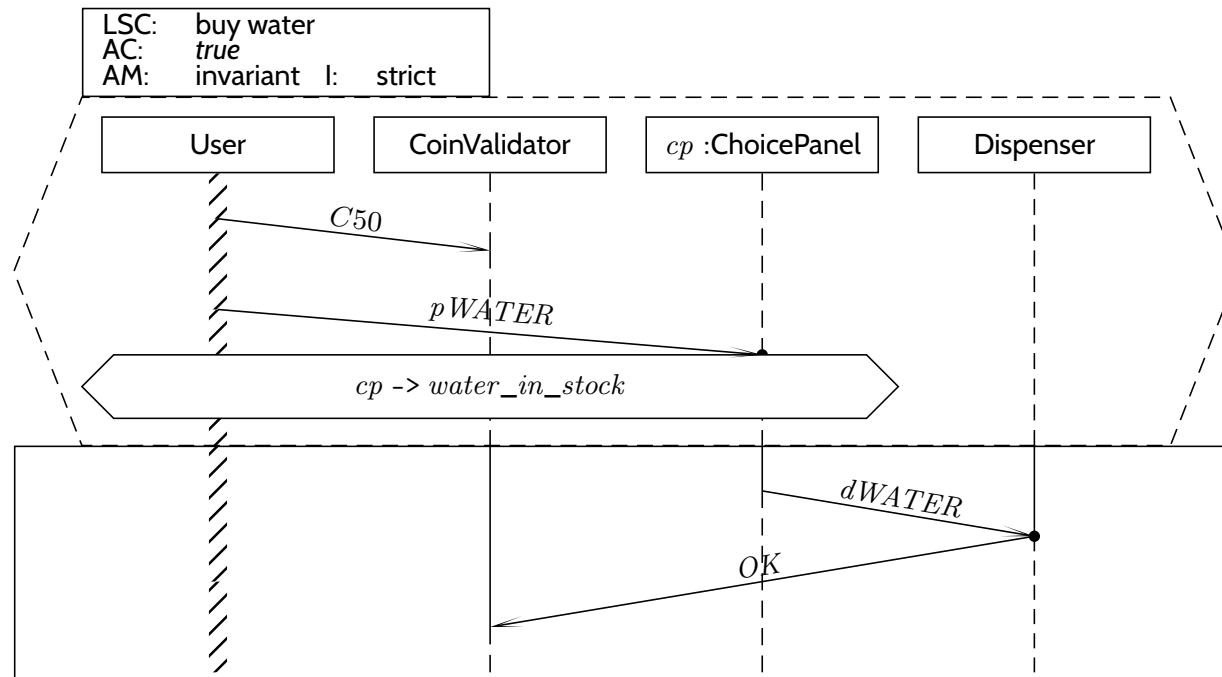 LSC: buy water
AC: true
AM: invariant I: strict
User CoinValidator cp :ChoicePanel Dispenser
C50
pWATER
cp -> water_in_stock
dWATER
OK